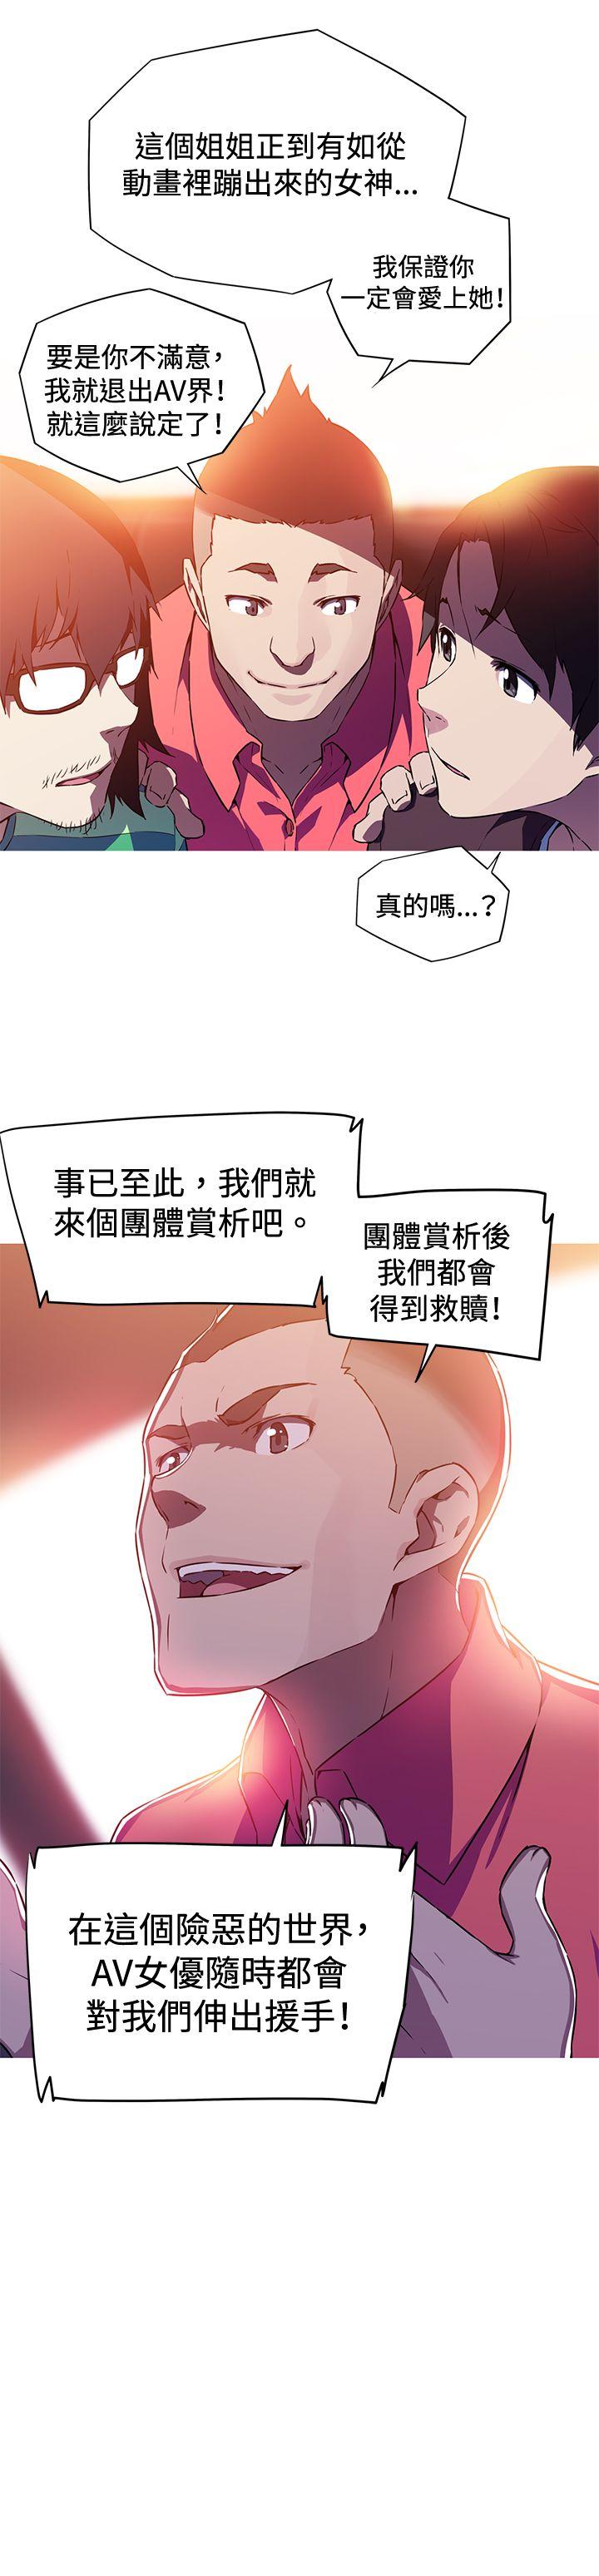 這個姐姐正到有如從
動畫裡蹦出來的女神...
我保證你
一定會愛上她！
要是你不滿意，
我就退出AV界！
就這麼說定了！
真的嗎...？
事已至此，我們就
來個團體賞析吧。
團體賞析後
我們都會
得到救贖！
在這個險惡的世界，
AV女優隨時都會
對我們伸出援手！